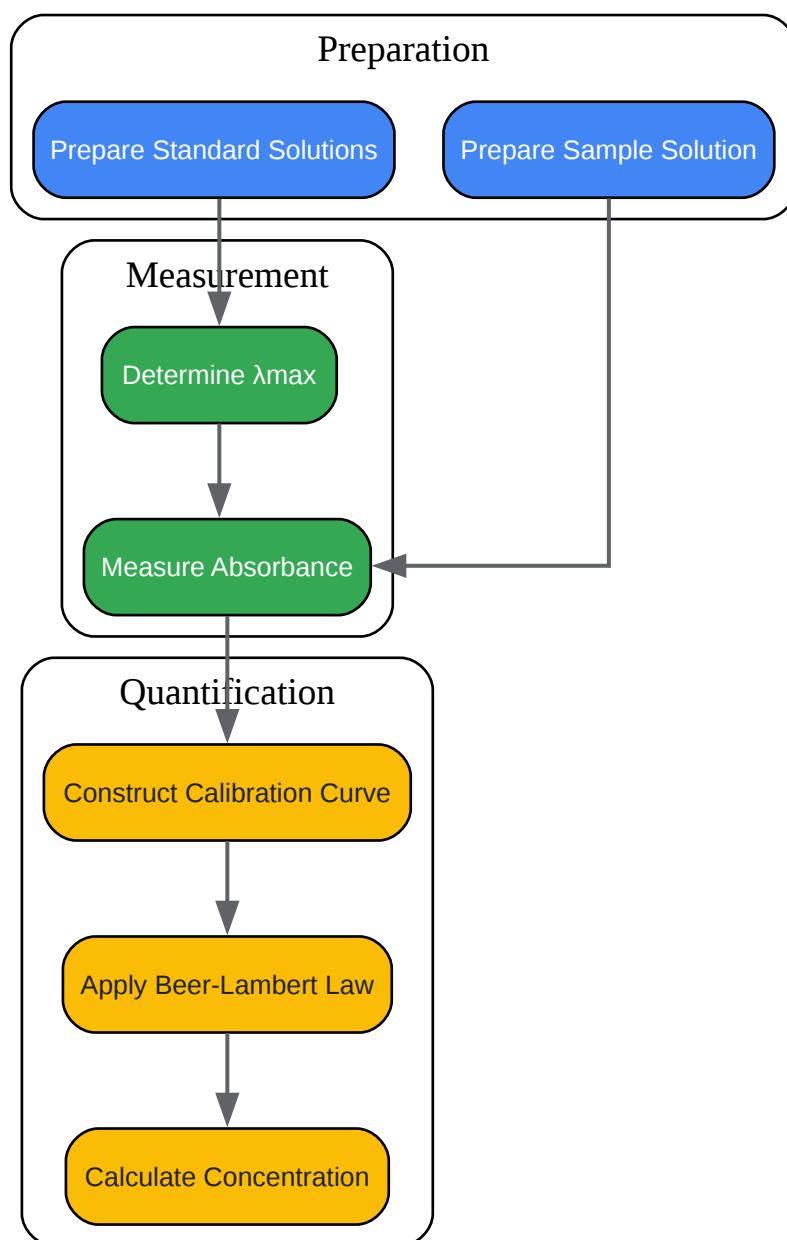 Preparation
Prepare Standard Solutions
Prepare Sample Solution
Measurement
Determine λmax
Measure Absorbance
Quantification
Construct Calibration Curve
Apply Beer-Lambert Law
Calculate Concentration